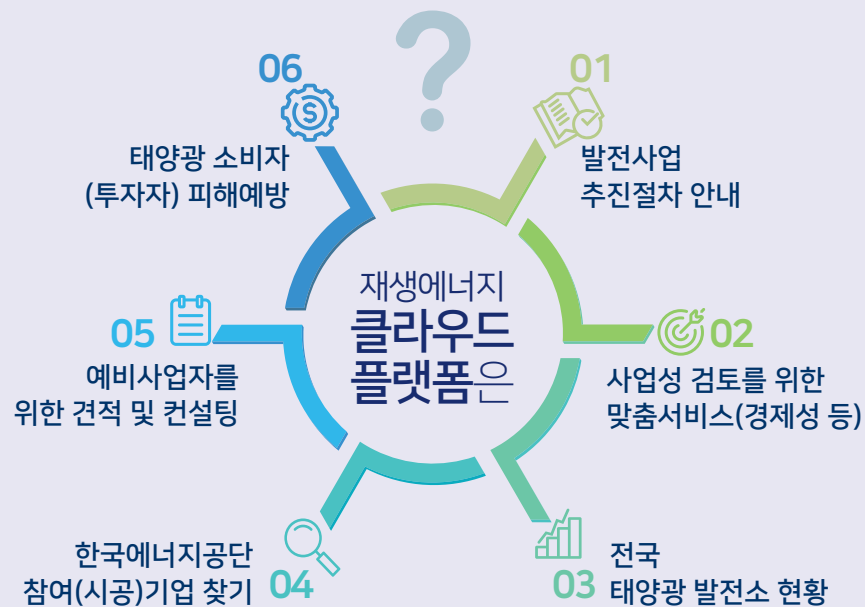 ?
재생에너지
클라우드
플랫폼은
01
발전사업
추진절차 안내
02
사업성 검토를 위한
맞춤서비스(경제성 등)
03
전국
태양광 발전소 현황
04
한국에너지공단
참여(시공)기업 찾기
05
예비사업자를
위한 견적 및 컨설팅
06
태양광 소비자
(투자자) 피해예방
$